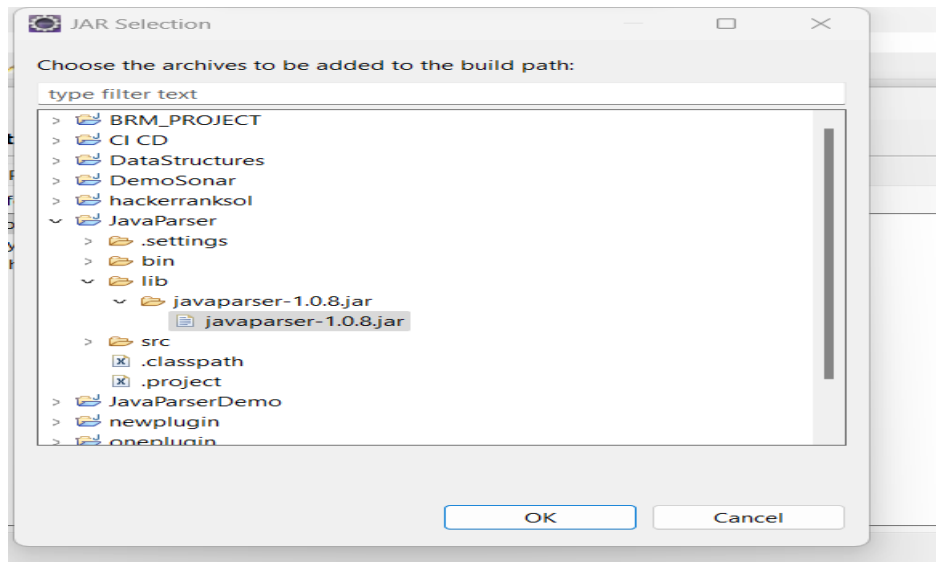 JAR Selection
Choose the archives to be added to the build path:
type filter text
BRM_PROJECT
CI CD
DataStructures
DemoSonar
hackerranksol
JavaParser
.settings
bin
lib
javaparser-1.0.8.jar
javaparser-1.0.8.jar
src
.classpath
.project
JavaParserDemo
newplugin
oneplugin
OK
Cancel